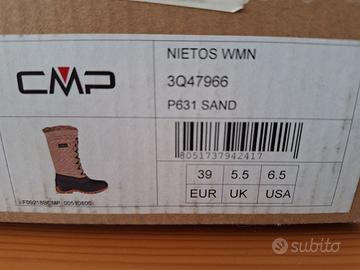 CMP
NIETOS WMN
3Q47966
P631 SAND
8051737942417
39 5.5 6.5
EUR UK USA
subito